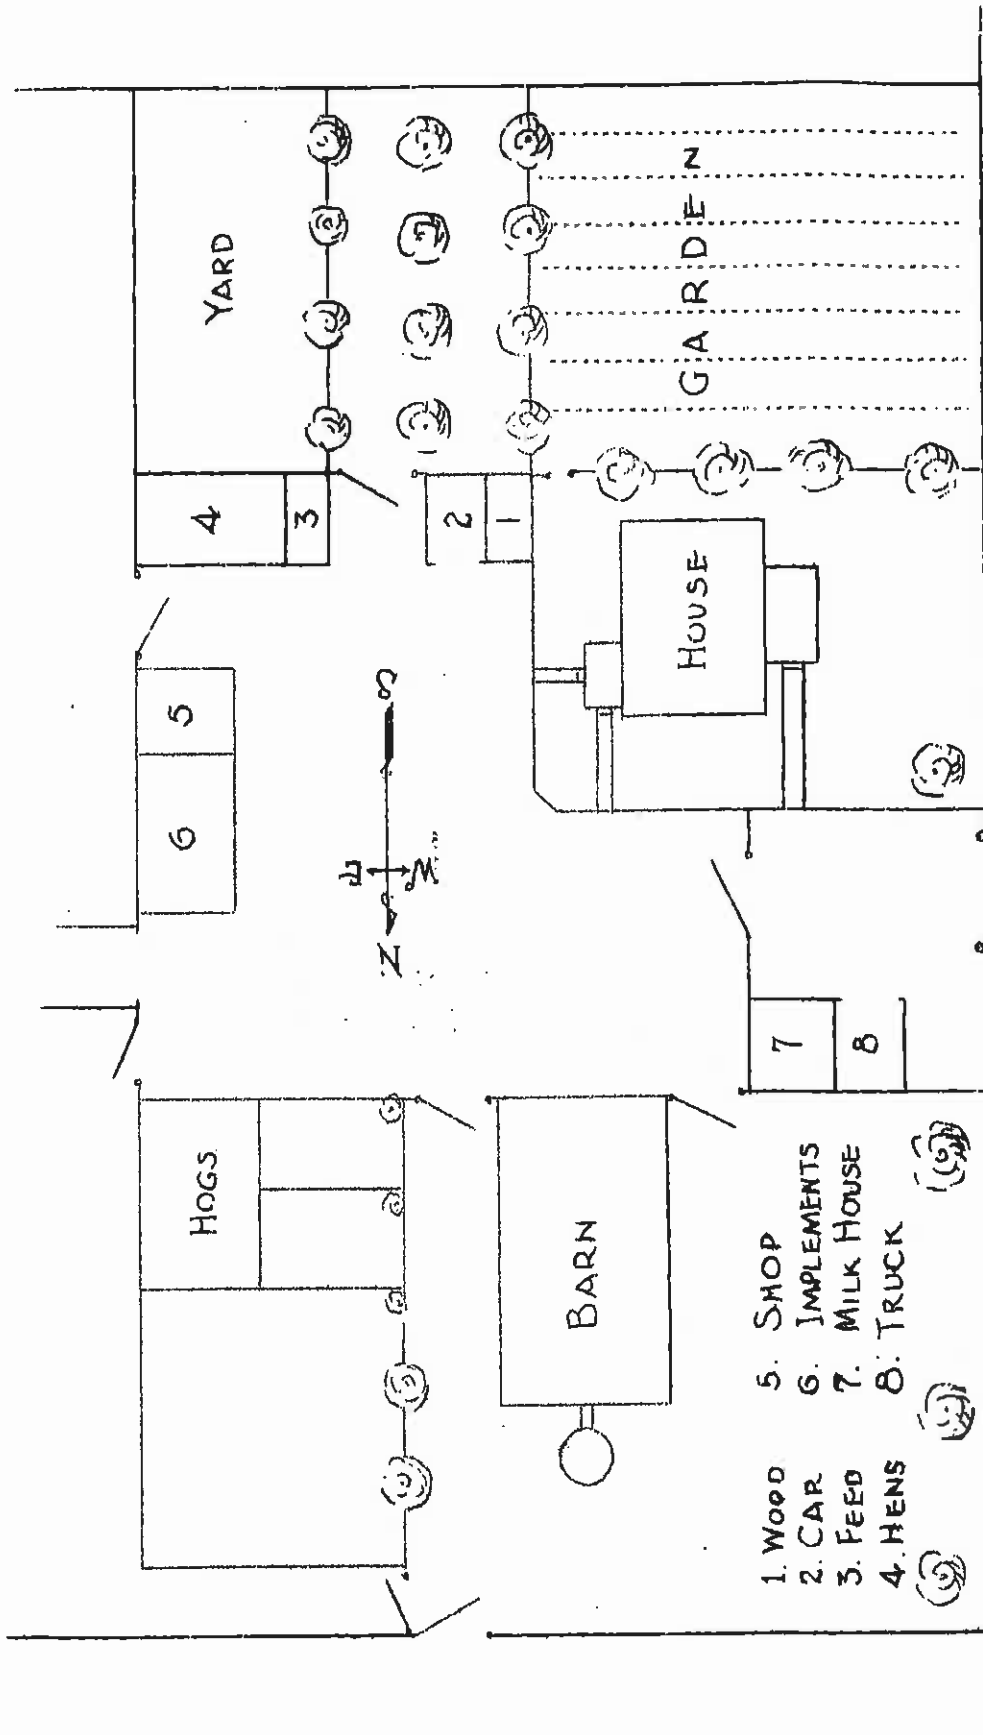 HOGS
6
5
4
YARD
3
E
N
S
W
2
1
BARN
HOUSE
GARDEN
7
8
1. WOOD
2. CAR
3. FEED
4. HENS
5. SHOP
6. IMPLEMENTS
7. MILK HOUSE
8. TRUCK